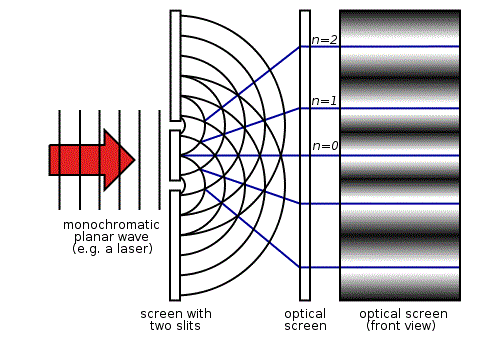 n=2
n=1
n=0
monochromatic
planar wave
(e.g. a laser)
screen with
two slits
optical
screen
optical screen
(front view)